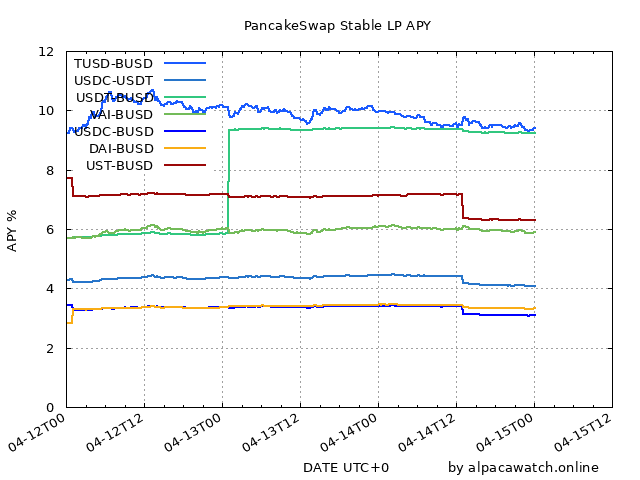 PancakeSwap Stable LP APY
TUSD-BUSD
USDC-USDT
USDT-BUSD
VAI-BUSD
USDC-BUSD
DAI-BUSD
UST-BUSD
APY %
12
10
8
6
4
2
0
04-12T00
04-12T12
04-13T00
04-13T12
04-14T00
04-14T12
04-15T00
04-15T12
DATE UTC+0
by alpacawatch.online